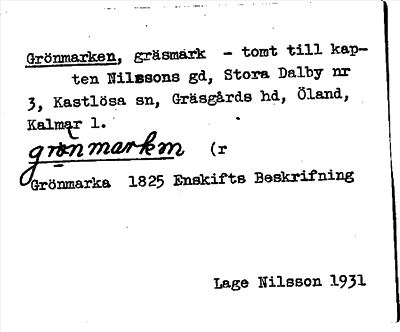 Grönmarken, gräsmark - tomt till kap-
ten Nilssons gd, Stora Dalby nr
3, Kastlösa sn, Gräsgårds hd, Öland,
Kalmar l.
grönmarkɱ (r
Grönmarka 1825 Enskifts Beskrifning
Lage Nilsson 1931